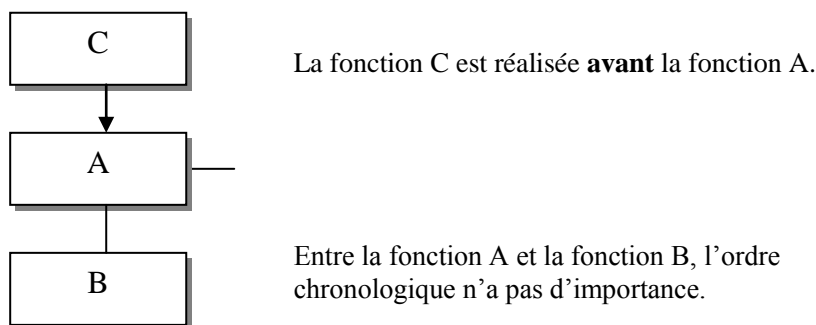 C
La fonction C est réalisée avant la fonction A.
A
Entre la fonction A et la fonction B, l’ordre
chronologique n’a pas d’importance.
B